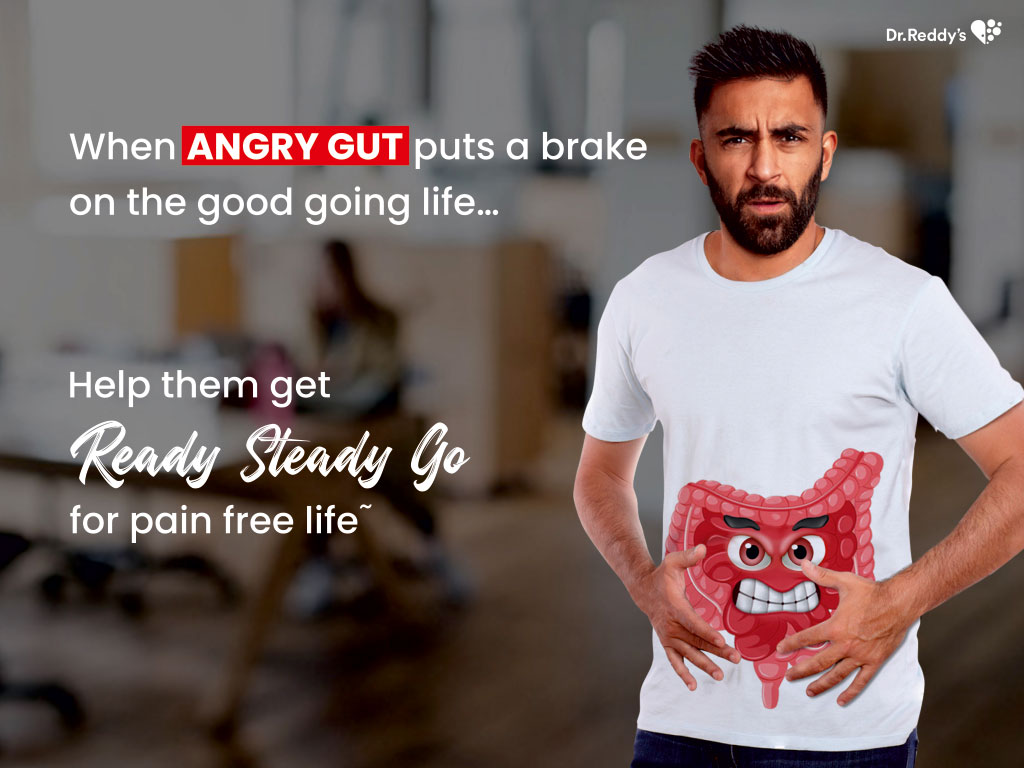 Dr.Reddy's
When ANGRY GUT puts a brake
on the good going life...
Help them get
Ready Steady Go
for pain free life~